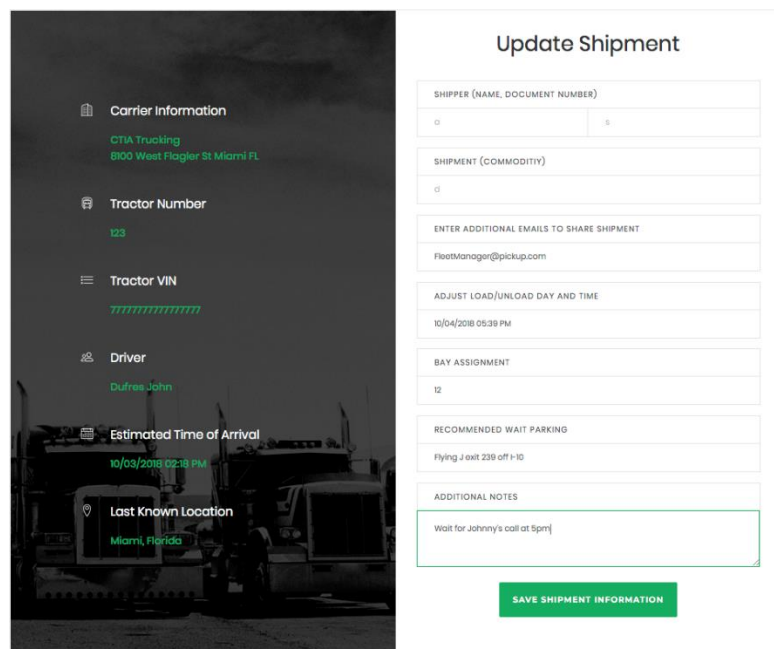 Carrier Information
CTIA Trucking
8100 West Flagler St Miami FL
Tractor Number
123
Tractor VIN
77777777777777777
Driver
Dufres John
Estimated Time of Arrival
10/03/2018 02:18 PM
Last Known Location
Miami, Florida
Update Shipment
SHIPPER (NAME, DOCUMENT NUMBER)
a s
SHIPMENT (COMMODITIY)
d
ENTER ADDITIONAL EMAILS TO SHARE SHIPMENT
FleetManager@pickup.com
ADJUST LOAD/UNLOAD DAY AND TIME
10/04/2018 05:39 PM
BAY ASSIGNMENT
12
RECOMMENDED WAIT PARKING
Flying J exit 239 off I-10
ADDITIONAL NOTES
Wait for Johnny's call at 5pm
SAVE SHIPMENT INFORMATION